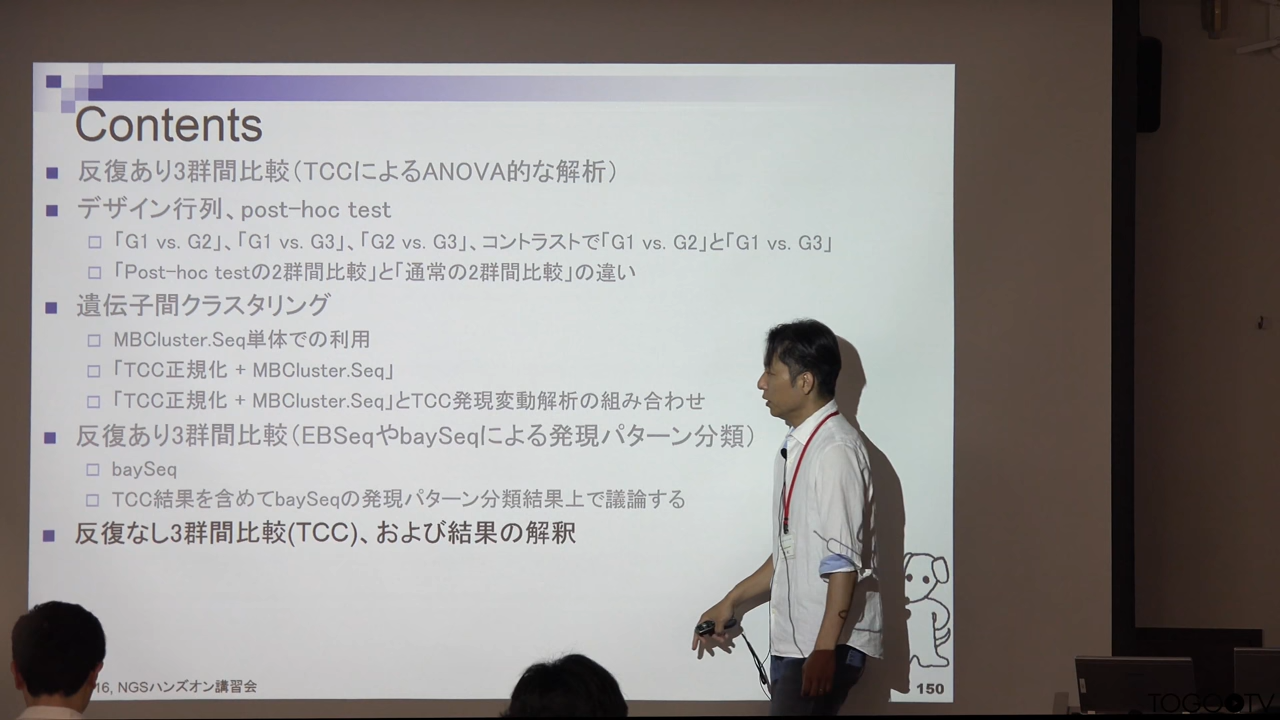 Contents
反復あり3群間比較(TCCによるANOVA的な解析)
デザイン行列、post-hoc test
「G1 vs. G2」、「G1 vs. G3」、「G2 vs. G3」、コントラストで「G1 vs. G2」と「G1 vs. G3」
「Post-hoc testの2群間比較」と「通常の2群間比較」の違い
遺伝子間クラスタリング
MBCluster.Seq単体での利用
「TCC正規化 + MBCluster.Seq」
「TCC正規化 + MBCluster.Seq」とTCC発現変動解析の組み合わせ
反復あり3群間比較(EBSeqやbaySeqによる発現パターン分類)
baySeq
TCC結果を含めてbaySeqの発現パターン分類結果上で議論する
反復なし3群間比較(TCC)、および結果の解釈
16, NGSハンズオン講習会
150
TOGOTV